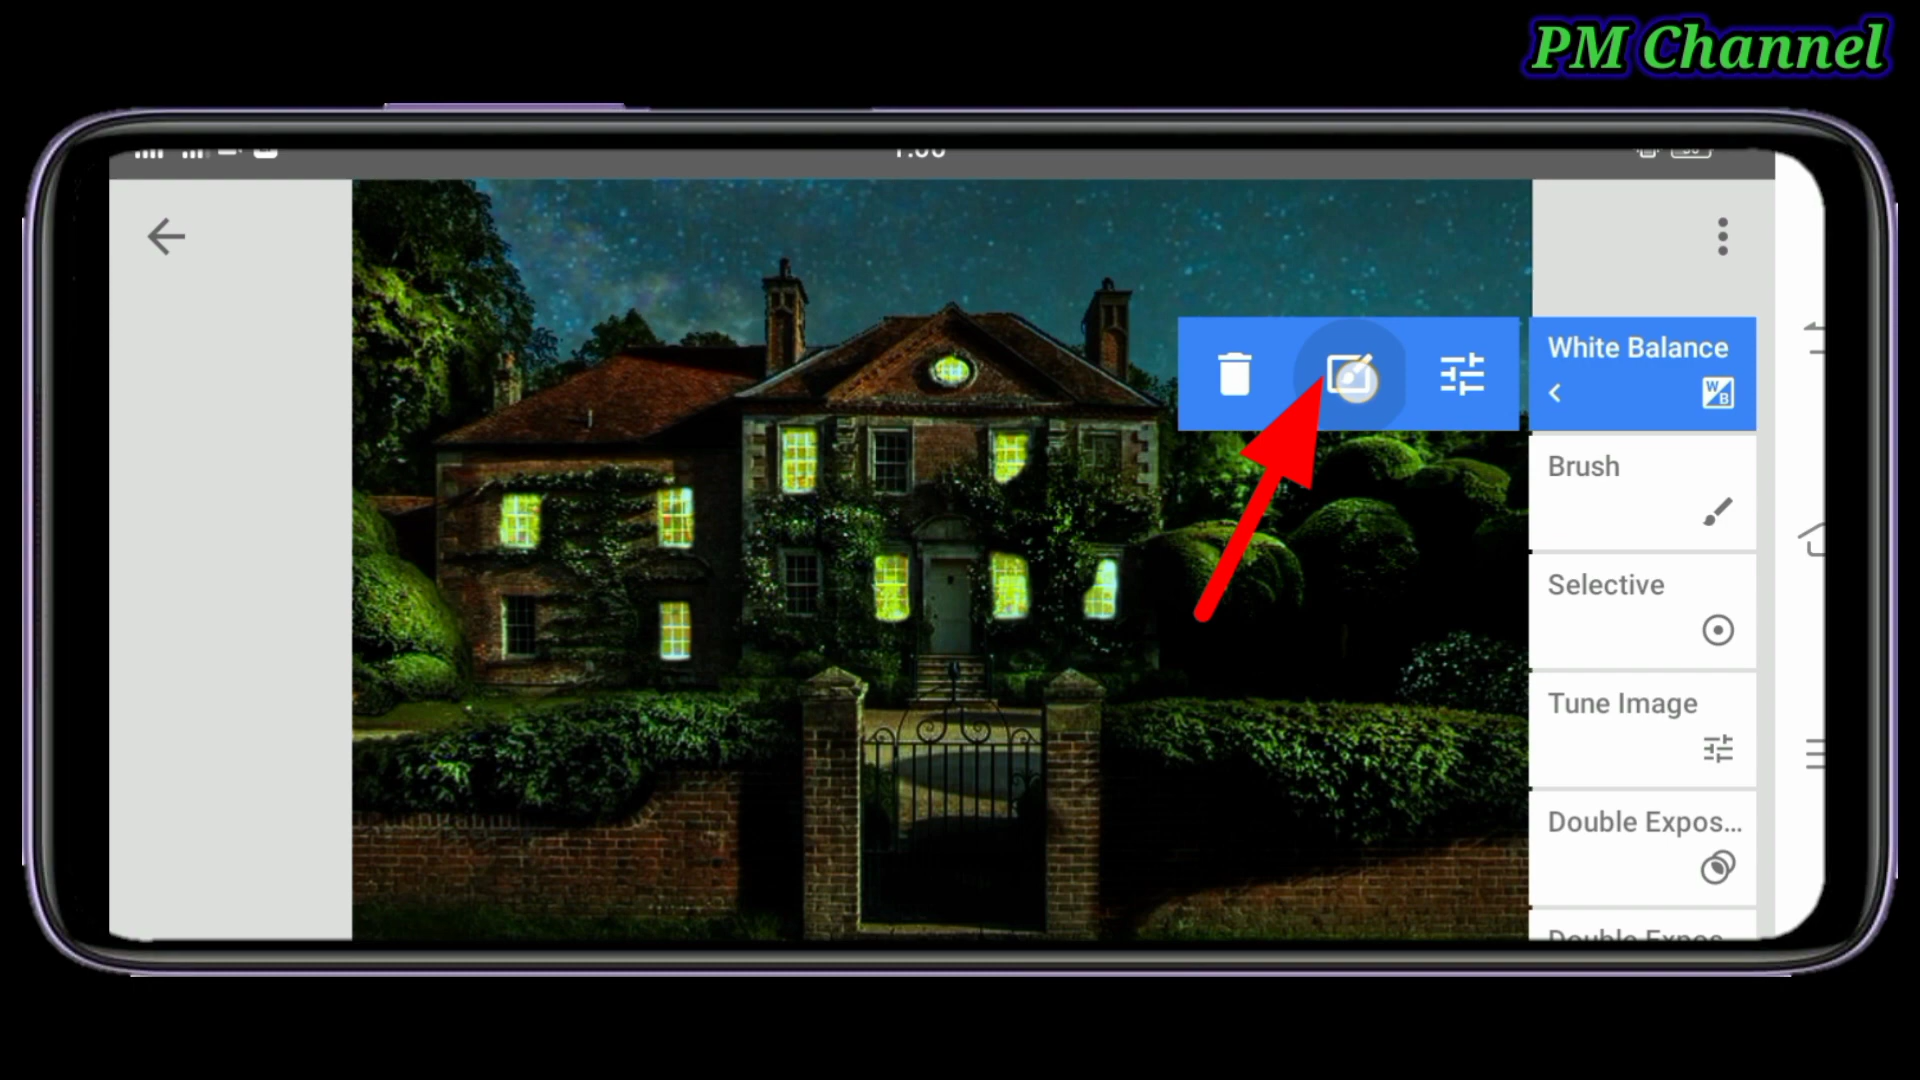 PM Channel
White Balance
Brush
Selective
Tune Image
Double Expos...